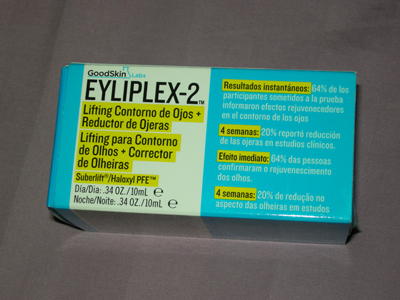 GoodSkin Labs
EYLIPLEX-2™
Lifting Contorno de Ojos +
Reductor de Ojeras
Lifting para Contorno
de Olhos + Corrector
de Olheiras
Suberlift®/Haloxyl PFE™
Día/Dia: .34 OZ./10mL ℮
Noche/Noite: .34 OZ./10mL ℮
Resultados instantáneos: 64% de los
participantes sometidos a la prueba
informaron efectos rejuvenecedores
en el contorno de los ojos
4 semanas: 20% reportó reducción
de las ojeras en estudios clínicos.
Efeito imediato: 64% das pessoas
confirmaram o rejuvenescimento
dos olhos.
4 semanas: 20% de redução no
aspecto das olheiras em estudos